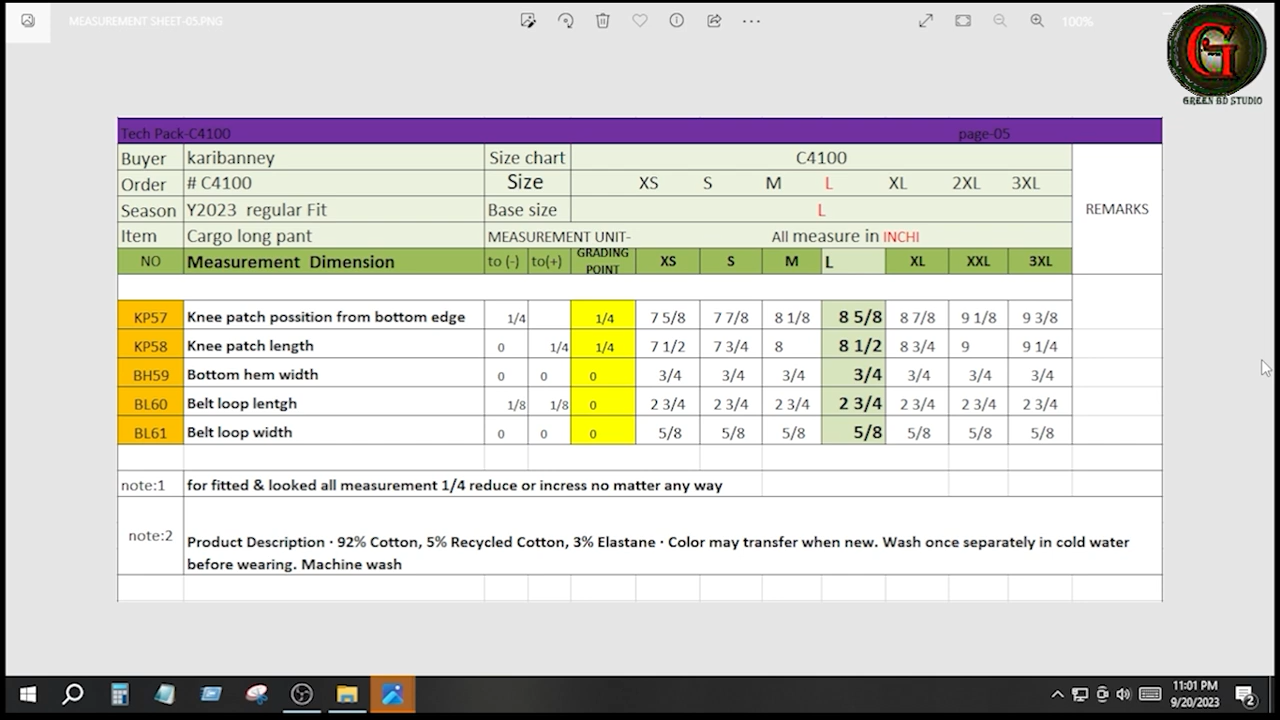 MEASUREMENT SHEET-05.PNG 100%
G
GREEN BD STUDIO
Tech Pack-C4100 page-05
Buyer karibanney Size chart C4100
Order # C4100 Size XS S M L XL 2XL 3XL
Season Y2023 regular Fit Base size L REMARKS
Item Cargo long pant MEASUREMENT UNIT- All measure in INCHI
NO Measurement Dimension to (-) to(+) GRADING POINT XS S M L XL XXL 3XL
KP57 Knee patch possition from bottom edge 1/4 1/4 7 5/8 7 7/8 8 1/8 8 5/8 8 7/8 9 1/8 9 3/8
KP58 Knee patch length 0 1/4 1/4 7 1/2 7 3/4 8 8 1/2 8 3/4 9 9 1/4
BH59 Bottom hem width 0 0 0 3/4 3/4 3/4 3/4 3/4 3/4 3/4
BL60 Belt loop lentgh 1/8 1/8 0 2 3/4 2 3/4 2 3/4 2 3/4 2 3/4 2 3/4 2 3/4
BL61 Belt loop width 0 0 0 5/8 5/8 5/8 5/8 5/8 5/8 5/8
note:1 for fitted & looked all measurement 1/4 reduce or incress no matter any way
note:2 Product Description · 92% Cotton, 5% Recycled Cotton, 3% Elastane · Color may transfer when new. Wash once separately in cold water
before wearing. Machine wash
11:01 PM
9/20/2023
2